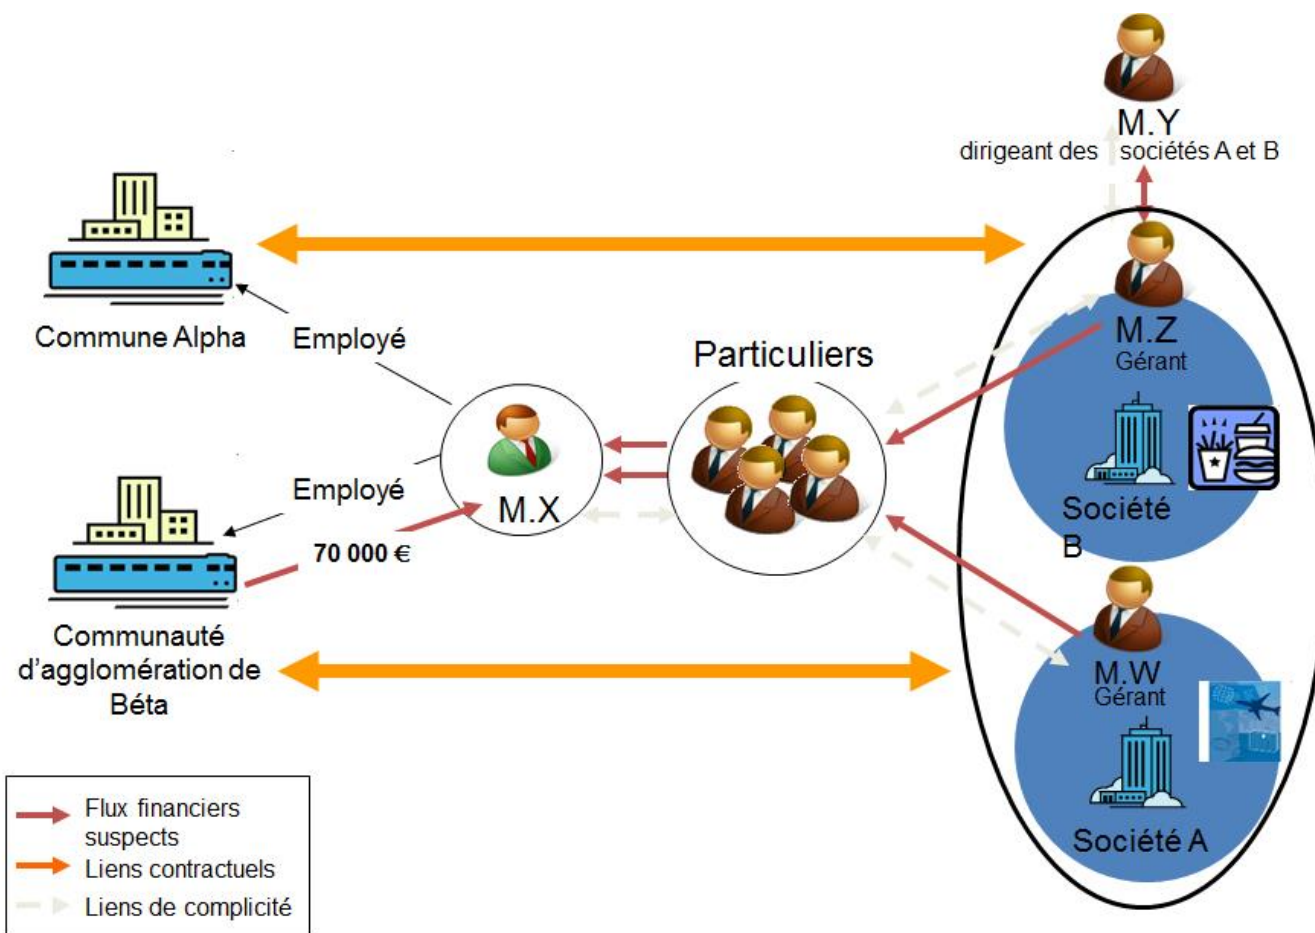 M.Y
dirigeant des sociétés A et B
Commune Alpha
Employé
Particuliers
M.Z
Gérant
M.X
Société
B
Employé
70 000 €
Communauté
d'agglomération de
Béta
M.W
Gérant
Société A
Flux financiers
suspects
Liens contractuels
Liens de complicité